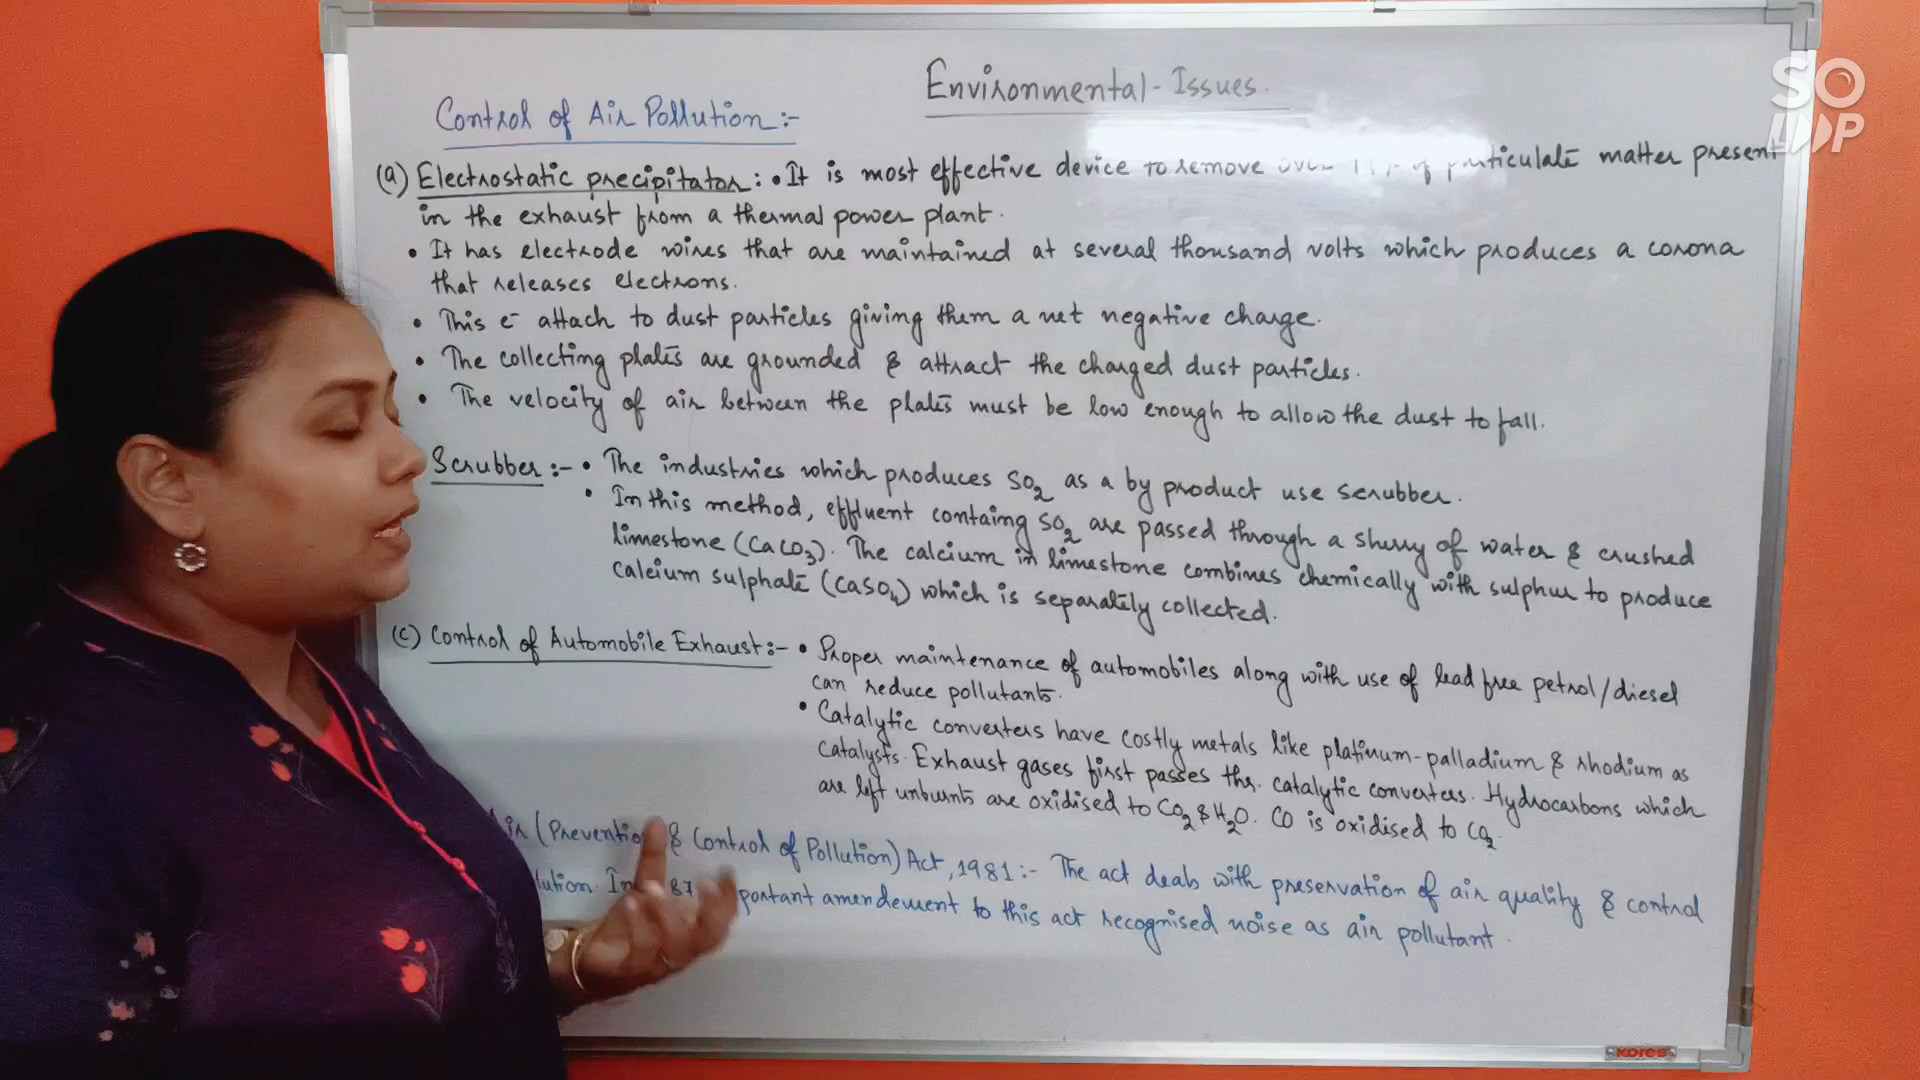 Environmental-Issues.
Control of Air Pollution:-
(a) Electrostatic precipitator: • It is most effective device to remove over of particulate matter present
in the exhaust from a thermal power plant.
• It has electrode wires that are maintained at several thousand volts which produces a corona
that releases electrons.
• This e- attach to dust particles giving them a net negative charge.
• The collecting plates are grounded & attract the charged dust particles.
• The velocity of air between the plates must be low enough to allow the dust to fall.
Scrubber :- • The industries which produces SO2 as a by product use scrubber.
• In this method, effluent containg SO2 are passed through a slurry of water & crushed
limestone (CaCO3). The calcium in limestone combines chemically with sulphur to produce
calcium sulphate (CaSO4) which is separately collected.
(c) Control of Automobile Exhaust:- • Proper maintenance of automobiles along with use of lead free petrol/diesel
can reduce pollutants.
• Catalytic converters have costly metals like platinum-palladium & rhodium as
catalysts. Exhaust gases first passes thr. catalytic converters. Hydrocarbons which
are left unburnts are oxidised to CO2 & H2O. CO is oxidised to CO2.
Air (Prevention & Control of Pollution) Act, 1981:- The act deals with preservation of air quality & control
In amendement to this act recognised noise as air pollutant.
SO
LOOP
KORES